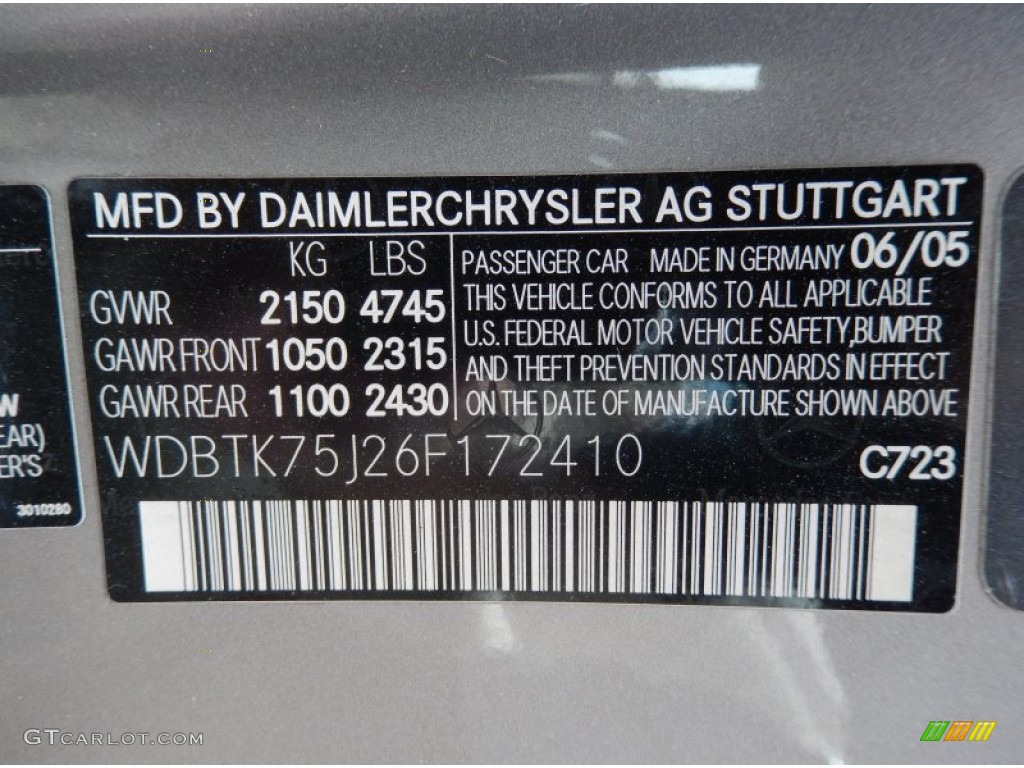 MFD BY DAIMLERCHRYSLER AG STUTTGART
KG LBS
GVWR 2150 4745
GAWR FRONT 1050 2315
GAWR REAR 1100 2430
PASSENGER CAR MADE IN GERMANY 06/05
THIS VEHICLE CONFORMS TO ALL APPLICABLE
U.S. FEDERAL MOTOR VEHICLE SAFETY, BUMPER
AND THEFT PREVENTION STANDARDS IN EFFECT
ON THE DATE OF MANUFACTURE SHOWN ABOVE
WDBTK75J26F172410
C723
W
EAR)
ER'S
3010280
GTCARLOT.COM